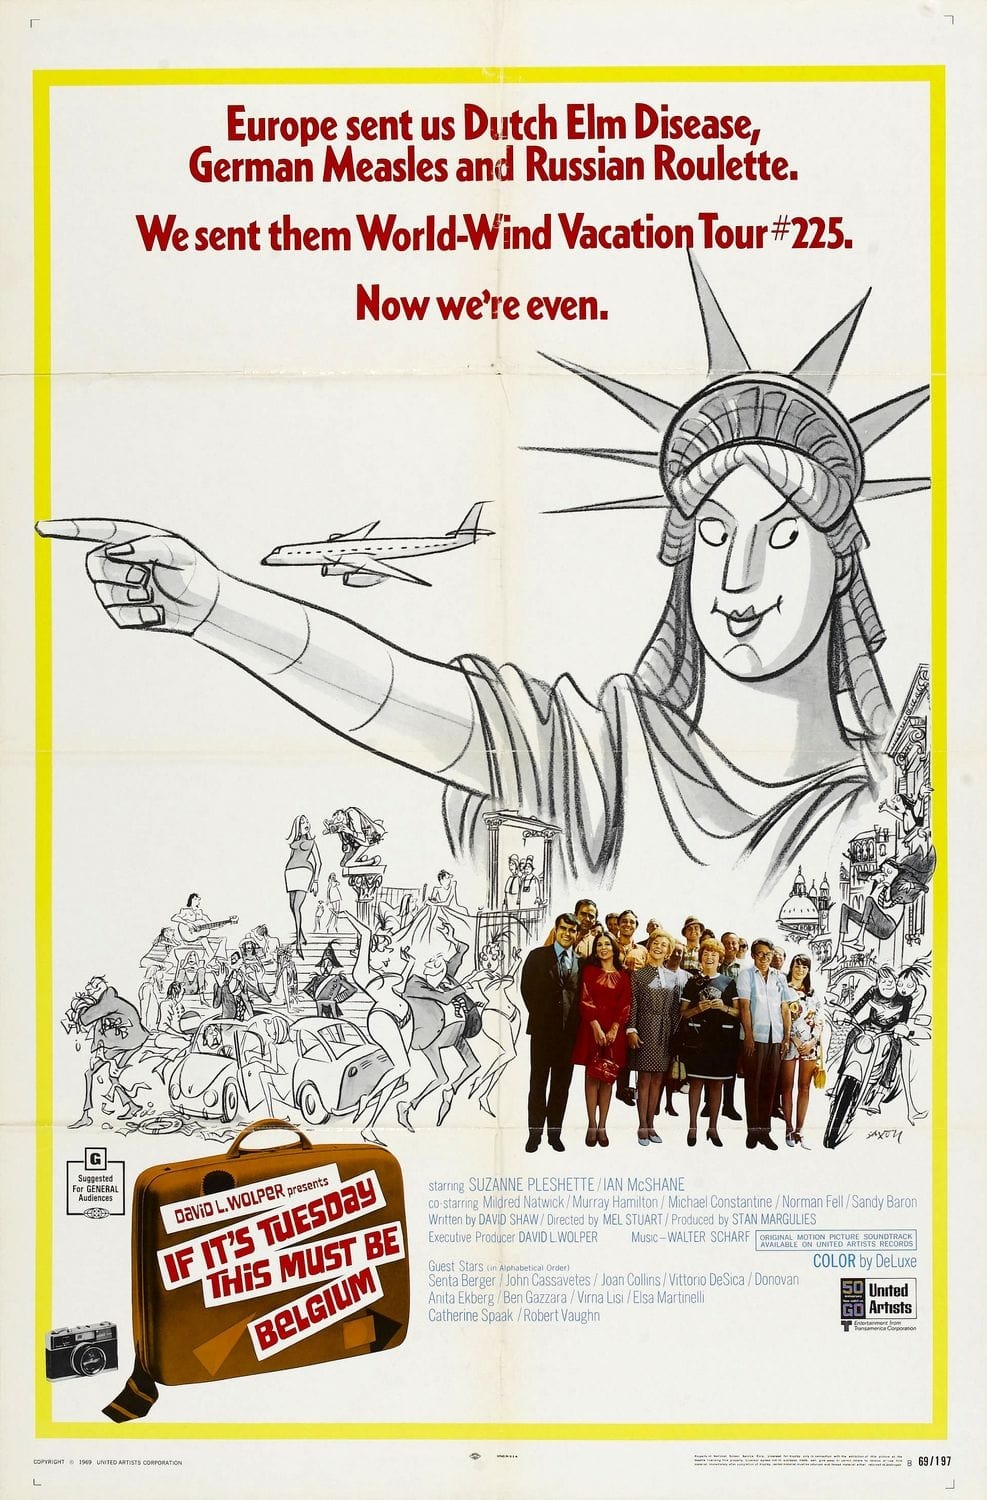 Europe sent us Dutch Elm Disease,
German Measles and Russian Roulette.
We sent them World-Wind Vacation Tour #225.
Now we're even.
SAXON
G
Suggested
For GENERAL
Audiences
DAVID L. WOLPER presents
IF IT'S TUESDAY
THIS MUST BE
BELGIUM
starring SUZANNE PLESHETTE / IAN McSHANE
co-starring Mildred Natwick / Murray Hamilton / Michael Constantine / Norman Fell / Sandy Baron
Written by DAVID SHAW / Directed by MEL STUART / Produced by STAN MARGULIES
Executive Producer DAVID L. WOLPER Music—WALTER SCHARF
ORIGINAL MOTION PICTURE SOUNDTRACK
AVAILABLE ON UNITED ARTISTS RECORDS
COLOR by DeLuxe
Guest Stars (in Alphabetical Order)
Senta Berger / John Cassavetes / Joan Collins / Vittorio DeSica / Donovan
Anita Ekberg / Ben Gazzara / Virna Lisi / Elsa Martinelli
Catherine Spaak / Robert Vaughn
50
GO
United
Artists
T Entertainment from
Transamerica Corporation
COPYRIGHT © 1969 UNITED ARTISTS CORPORATION
B 69/197